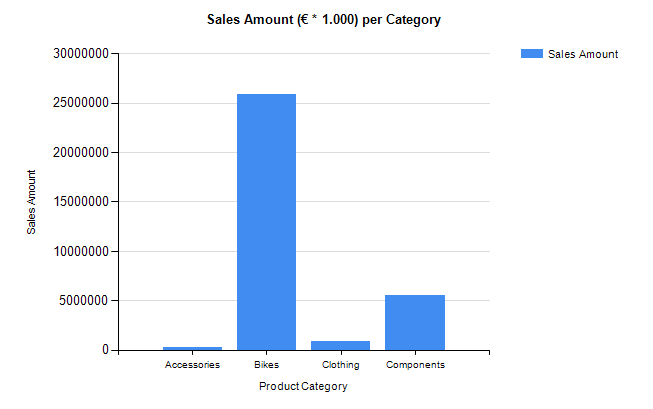 Sales Amount (€ * 1.000) per Category
Sales Amount
30000000
25000000
20000000
15000000
10000000
5000000
0
Sales Amount
Accessories
Bikes
Clothing
Components
Product Category